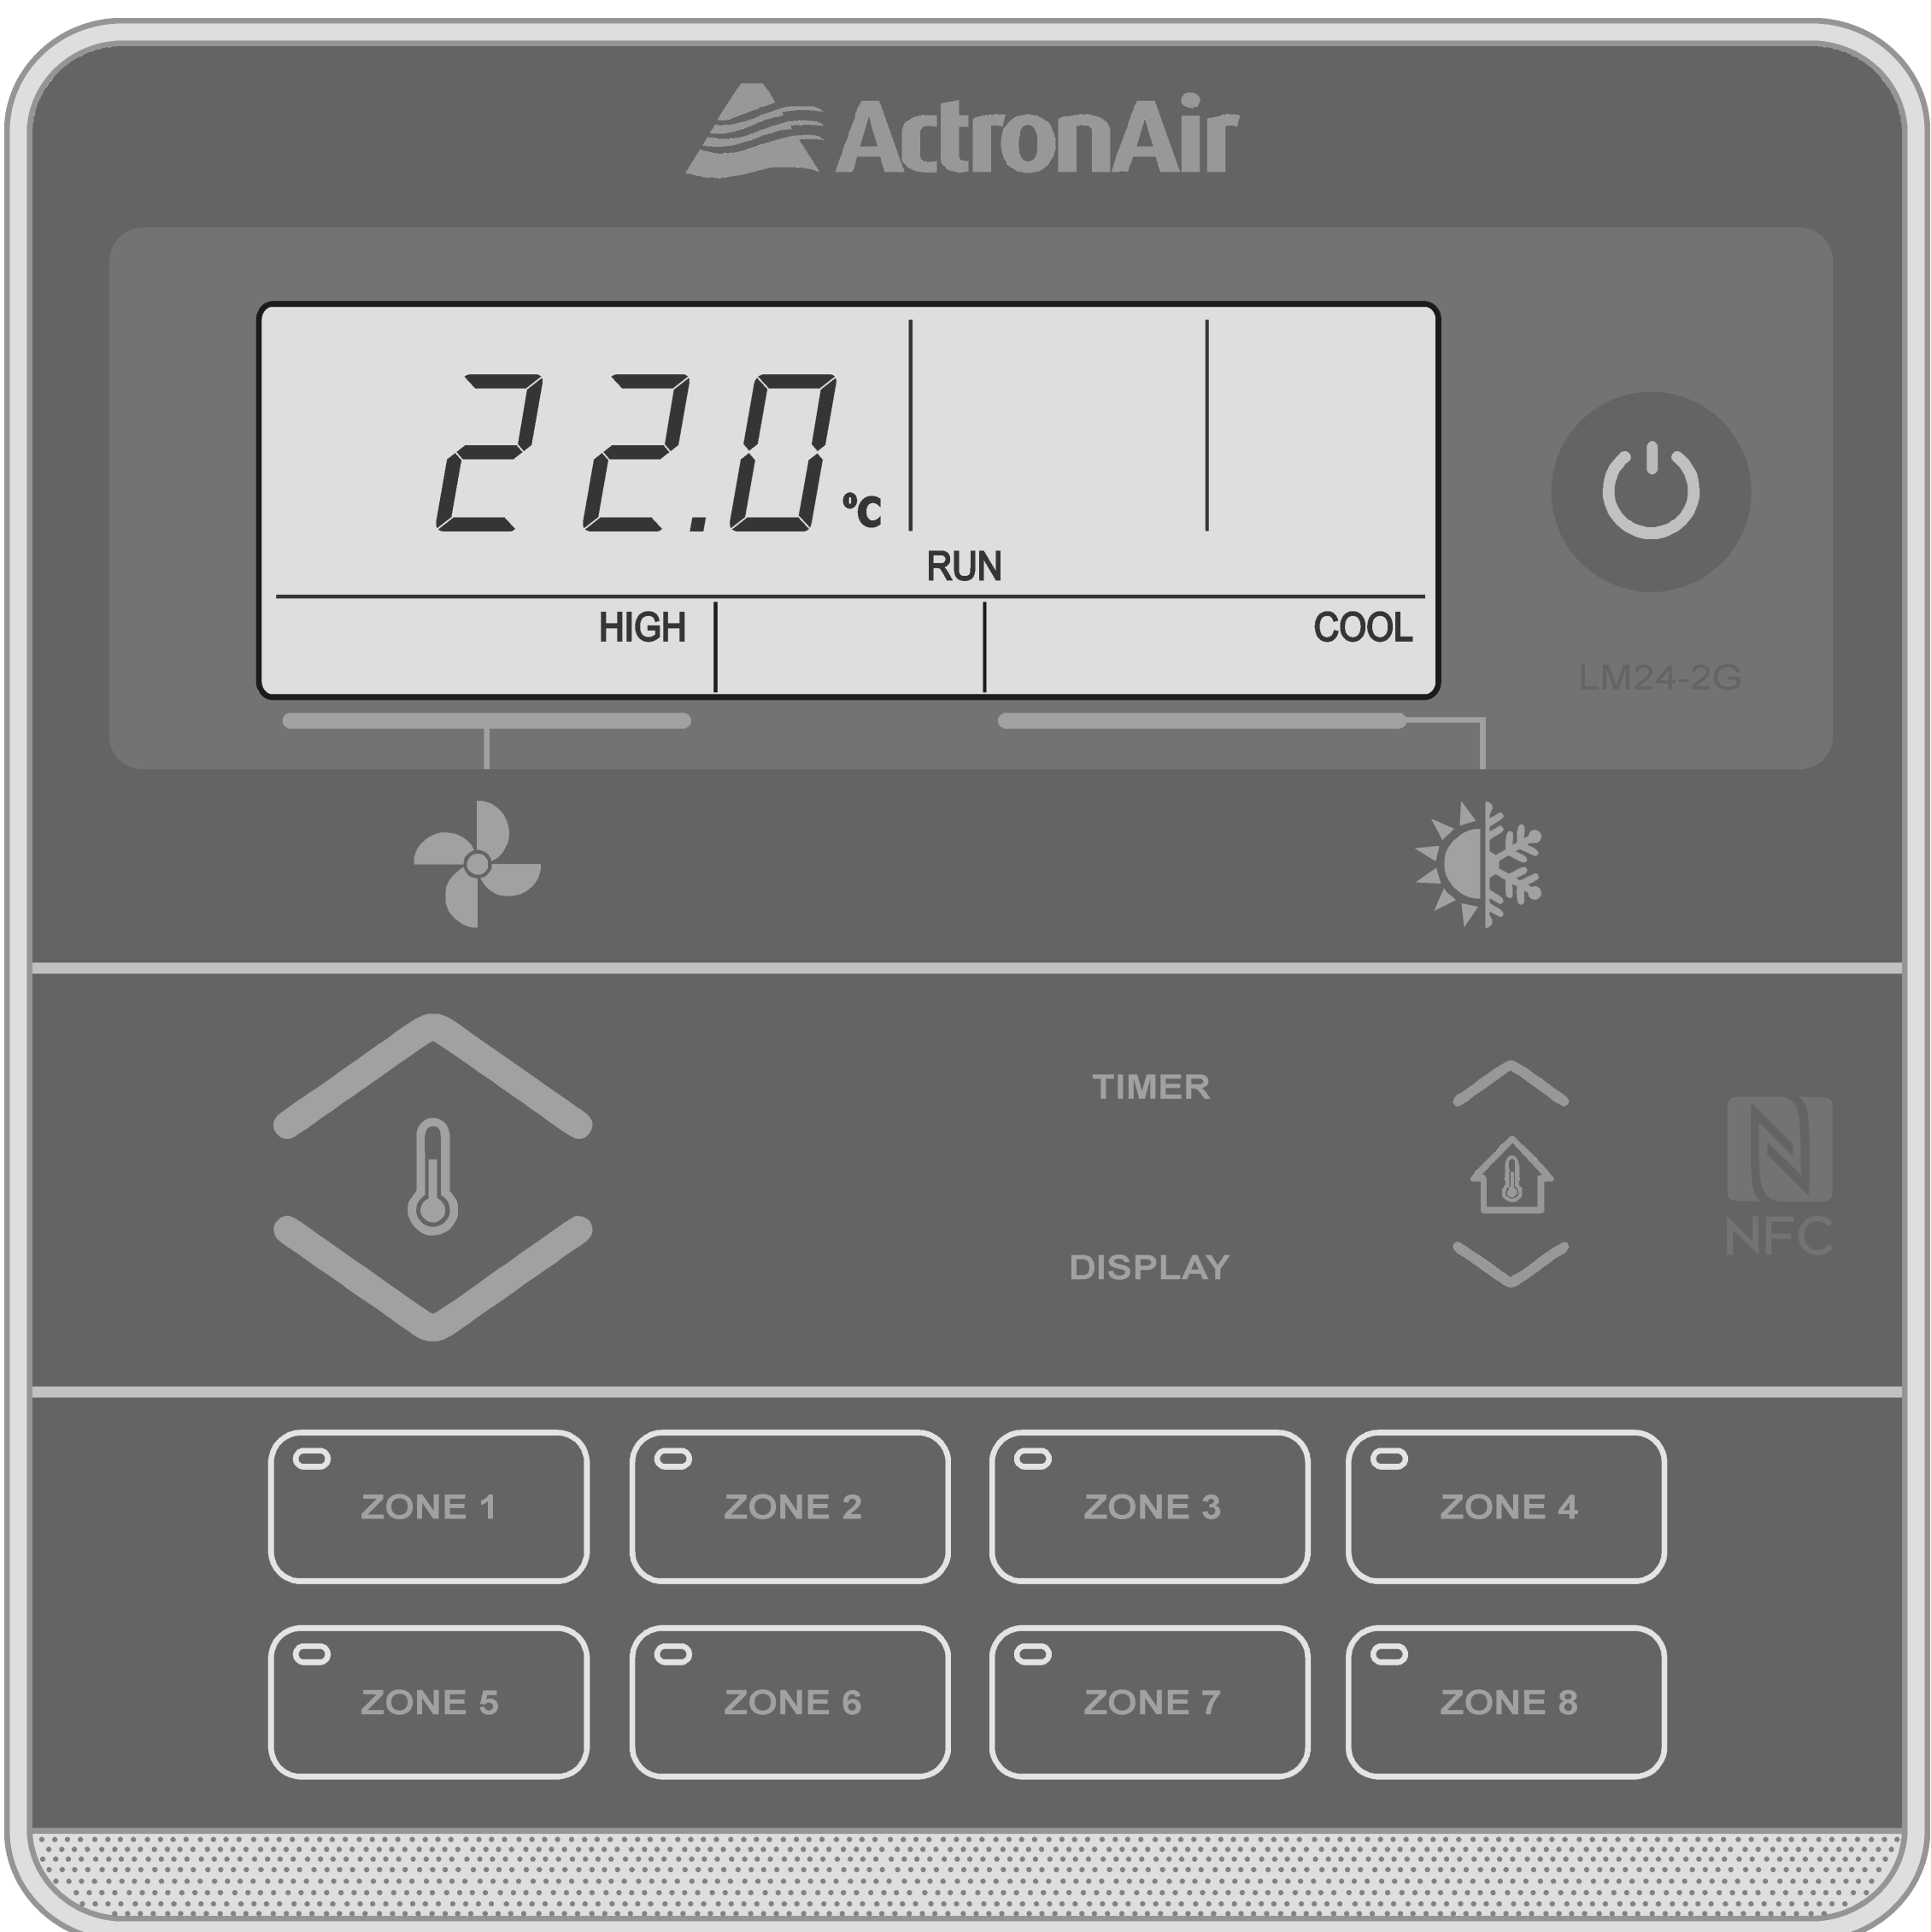 ActronAir
22.0 °C
RUN
HIGH COOL
LM24-2G
TIMER
NFC
DISPLAY
ZONE 1 ZONE 2 ZONE 3 ZONE 4
ZONE 5 ZONE 6 ZONE 7 ZONE 8